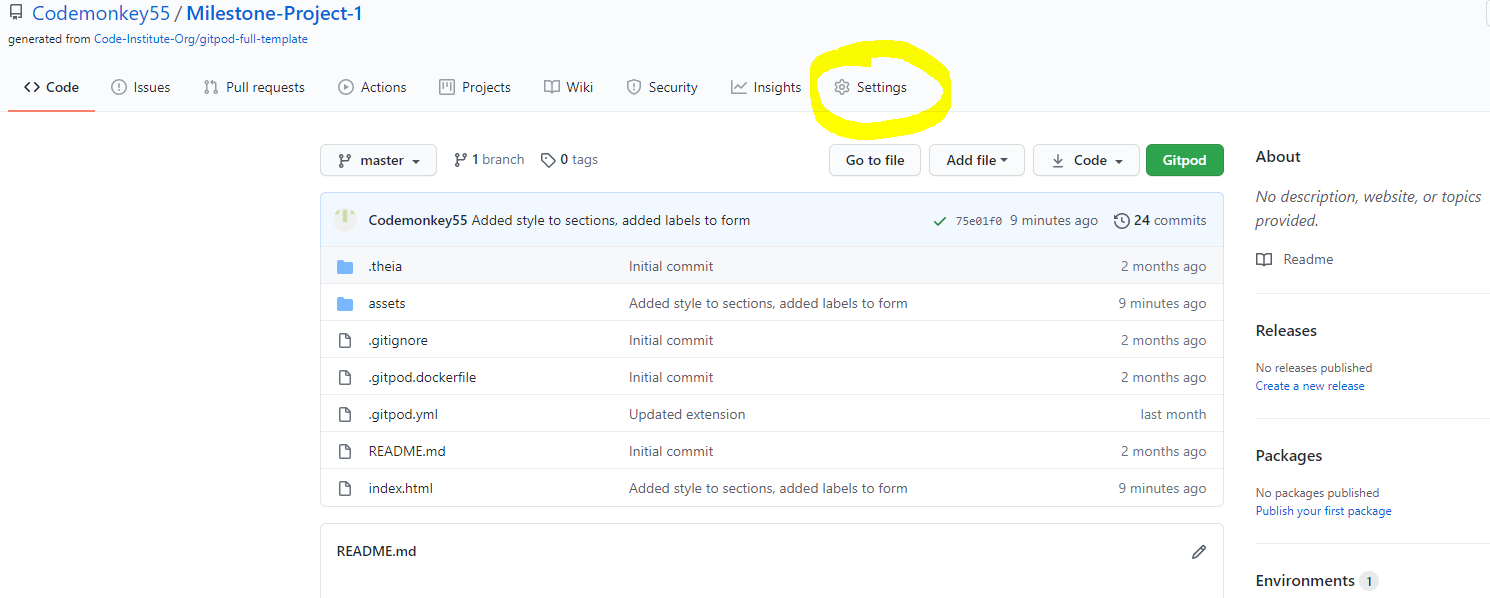 Codemonkey55 / Milestone-Project-1
generated from Code-Institute-Org/gitpod-full-template
Code Issues Pull requests Actions Projects Wiki Security Insights Settings
master 1 branch 0 tags Go to file Add file Code Gitpod
Codemonkey55 Added style to sections, added labels to form 75e01f0 9 minutes ago 24 commits
.theia Initial commit 2 months ago
assets Added style to sections, added labels to form 9 minutes ago
.gitignore Initial commit 2 months ago
.gitpod.dockerfile Initial commit 2 months ago
.gitpod.yml Updated extension last month
README.md Initial commit 2 months ago
index.html Added style to sections, added labels to form 9 minutes ago
README.md
About
No description, website, or topics
provided.
Readme
Releases
No releases published
Create a new release
Packages
No packages published
Publish your first package
Environments 1